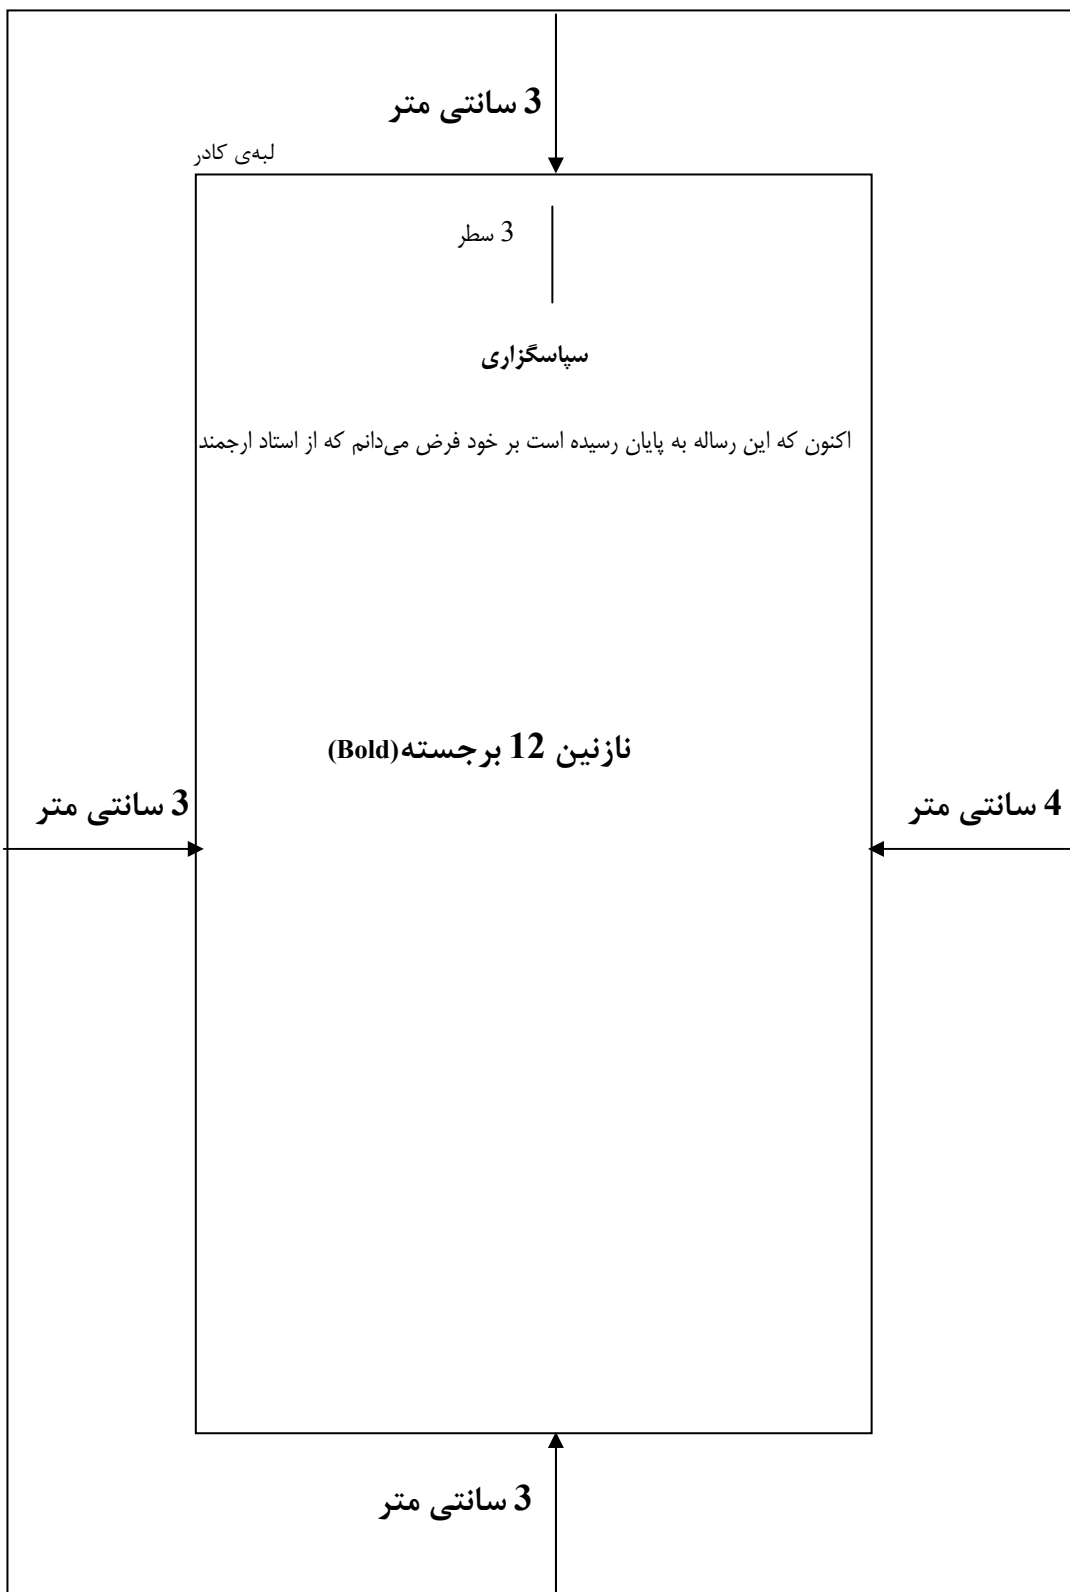 3 سانتی متر
لبه‌ی کادر
3 سطر
سپاسگزاری
اکنون که این رساله به پایان رسیده است بر خود فرض می‌دانم که از استاد ارجمند
نازنین 12 برجسته(Bold)
4 سانتی متر
3 سانتی متر
3 سانتی متر